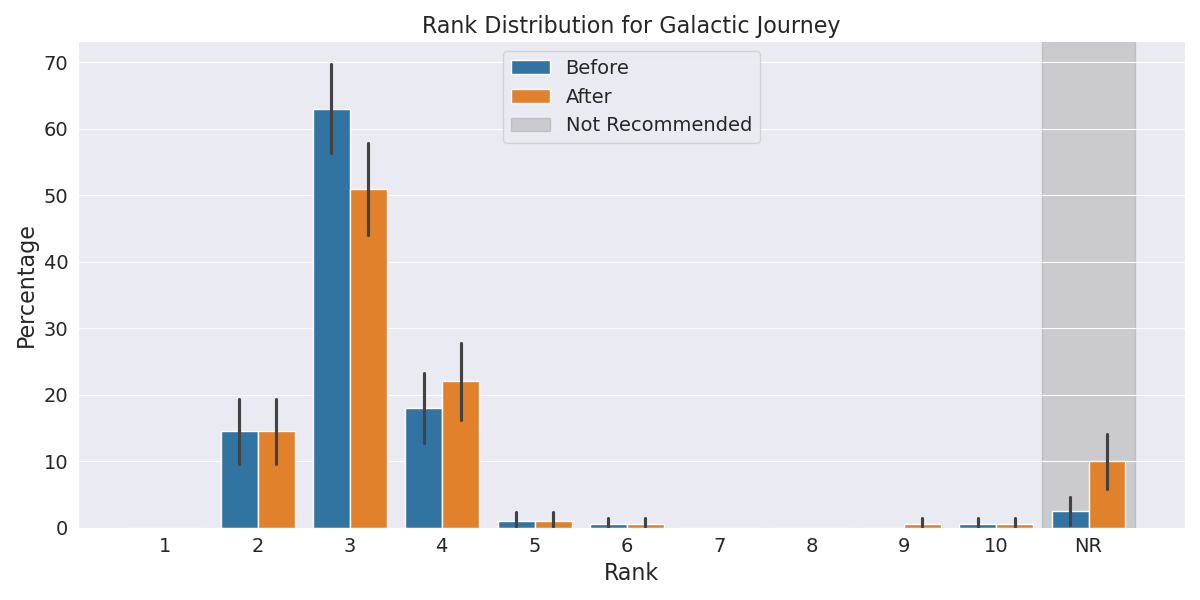 Rank Distribution for Galactic Journey
Before
After
Not Recommended
Percentage
70
60
50
40
30
20
10
0
1 2 3 4 5 6 7 8 9 10 NR
Rank